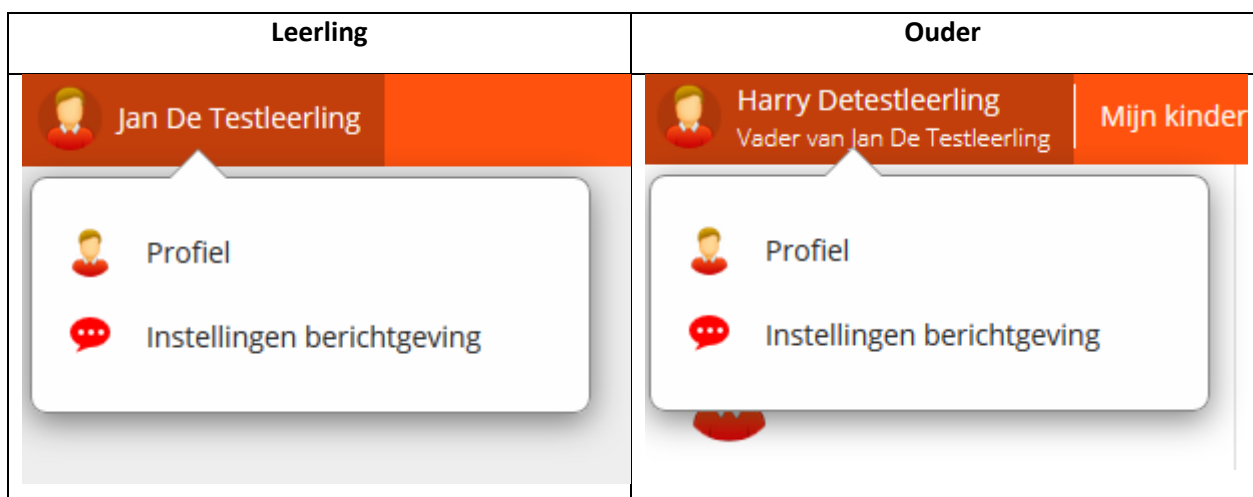 Leerling
Ouder
Jan De Testleerling
Profiel
Instellingen berichtgeving
Harry Detestleerling
Vader van Jan De Testleerling
Mijn kinder
Profiel
Instellingen berichtgeving